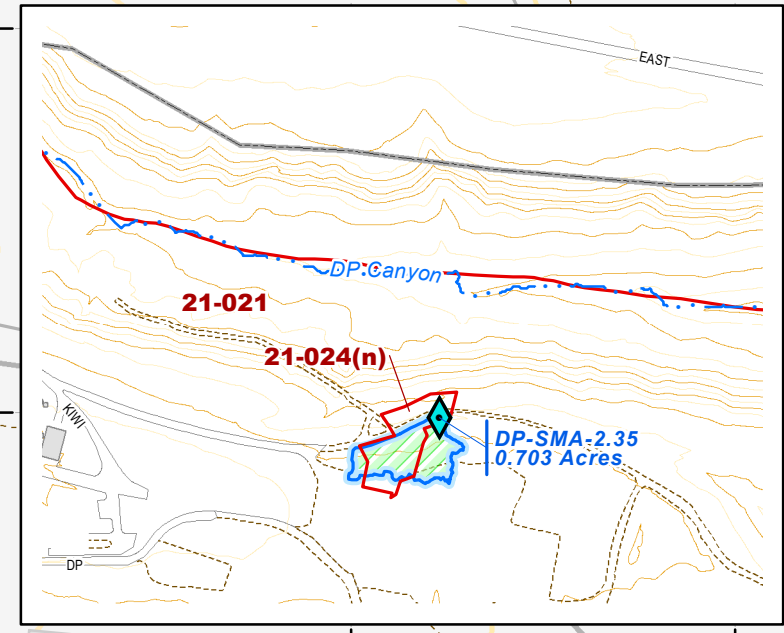 EAST
DP Canyon
21-021
21-024(n)
KIWI
DP-SMA-2.35
0.703 Acres
DP